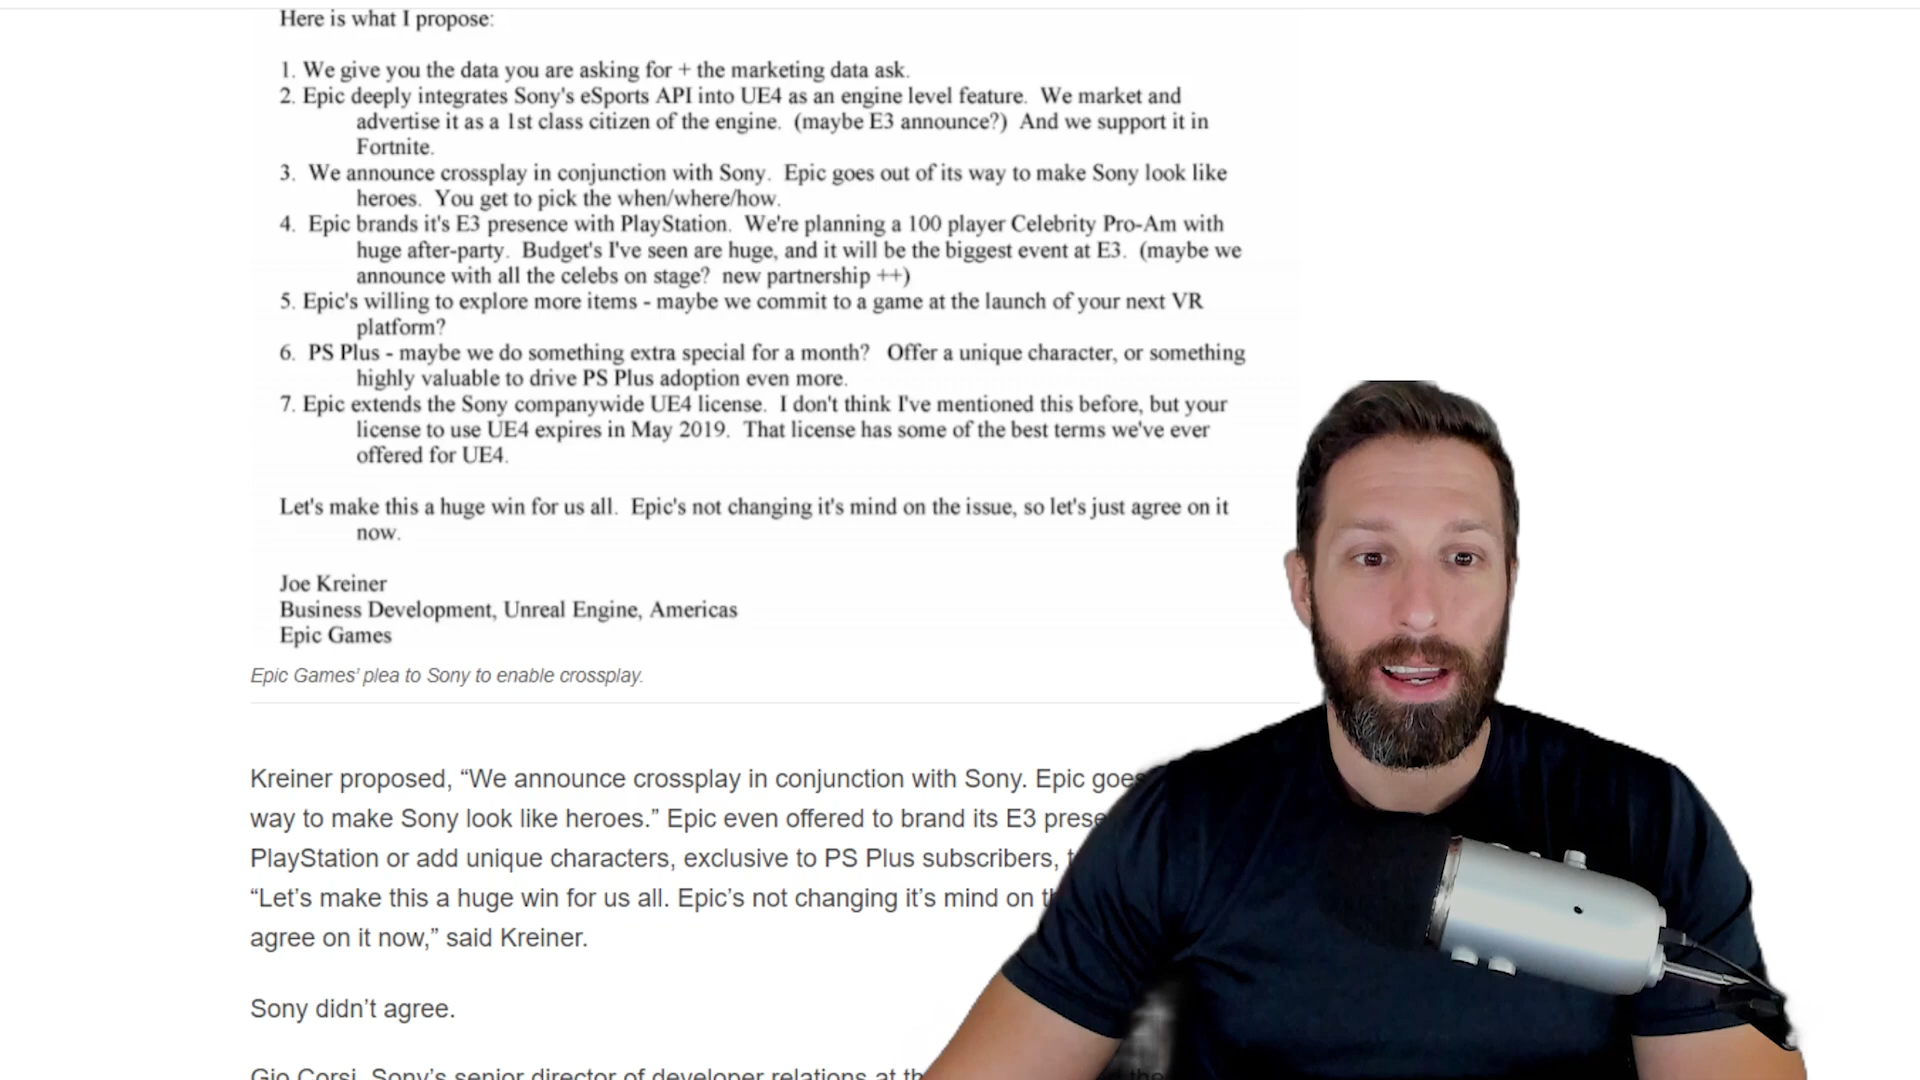 Here is what I propose:
1. We give you the data you are asking for + the marketing data ask.
2. Epic deeply integrates Sony's eSports API into UE4 as an engine level feature.  We market and
advertise it as a 1st class citizen of the engine.  (maybe E3 announce?)  And we support it in
Fortnite.
3.  We announce crossplay in conjunction with Sony.  Epic goes out of its way to make Sony look like
heroes.  You get to pick the when/where/how.
4.  Epic brands it's E3 presence with PlayStation.  We're planning a 100 player Celebrity Pro-Am with
huge after-party.  Budget's I've seen are huge, and it will be the biggest event at E3.  (maybe we
announce with all the celebs on stage?  new partnership ++)
5. Epic's willing to explore more items - maybe we commit to a game at the launch of your next VR
platform?
6.  PS Plus - maybe we do something extra special for a month?   Offer a unique character, or something
highly valuable to drive PS Plus adoption even more.
7. Epic extends the Sony companywide UE4 license.  I don't think I've mentioned this before, but your
license to use UE4 expires in May 2019.  That license has some of the best terms we've ever
offered for UE4.
Let's make this a huge win for us all.  Epic's not changing it's mind on the issue, so let's just agree on it
now.
Joe Kreiner
Business Development, Unreal Engine, Americas
Epic Games
Epic Games' plea to Sony to enable crossplay.
Kreiner proposed, “We announce crossplay in conjunction with Sony. Epic goes
way to make Sony look like heroes.” Epic even offered to brand its E3
PlayStation or add unique characters, exclusive to PS Plus subscribers,
“Let’s make this a huge win for us all. Epic’s not changing it’s mind on
agree on it now,” said Kreiner.
Sony didn’t agree.
Gio Corsi, Sony’s senior director of developer relations at